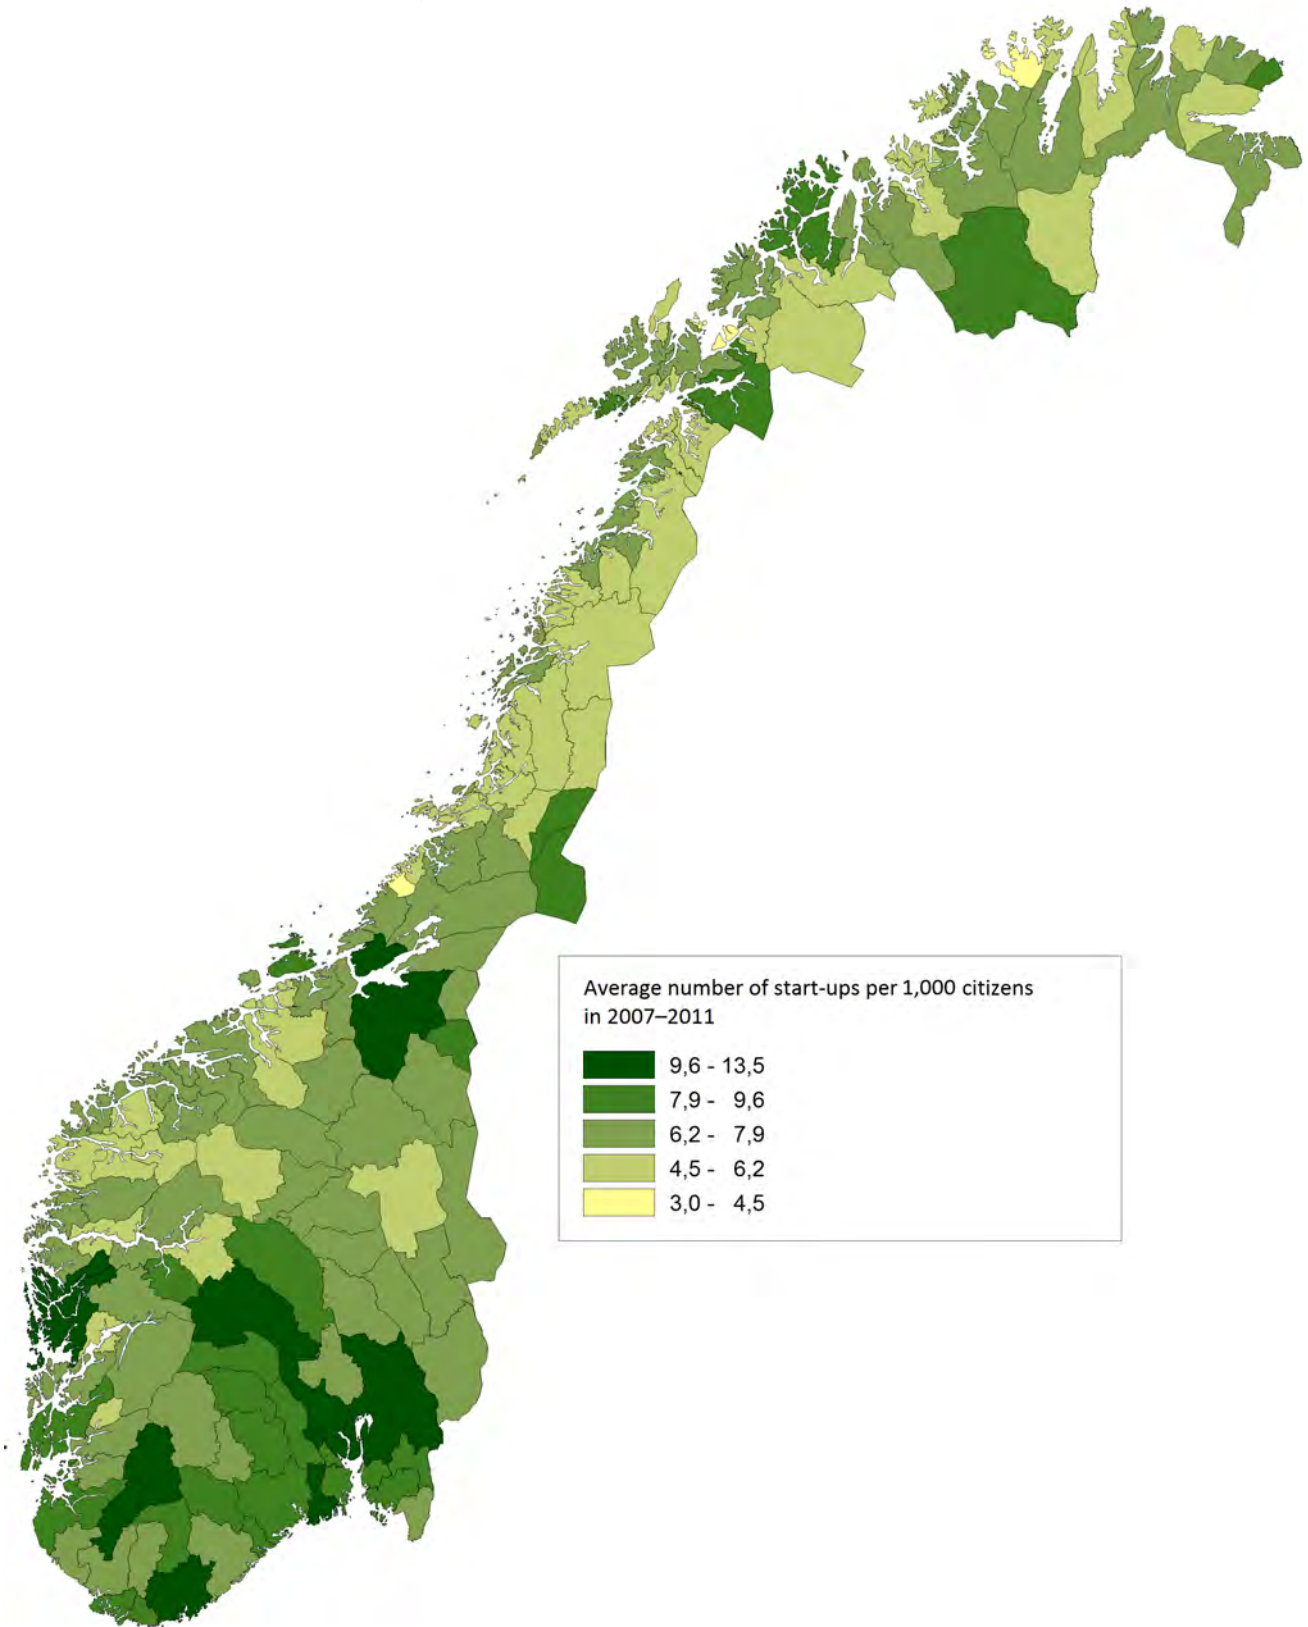 Average number of start-ups per 1,000 citizens
in 2007–2011
9,6 - 13,5
7,9 - 9,6
6,2 - 7,9
4,5 - 6,2
3,0 - 4,5